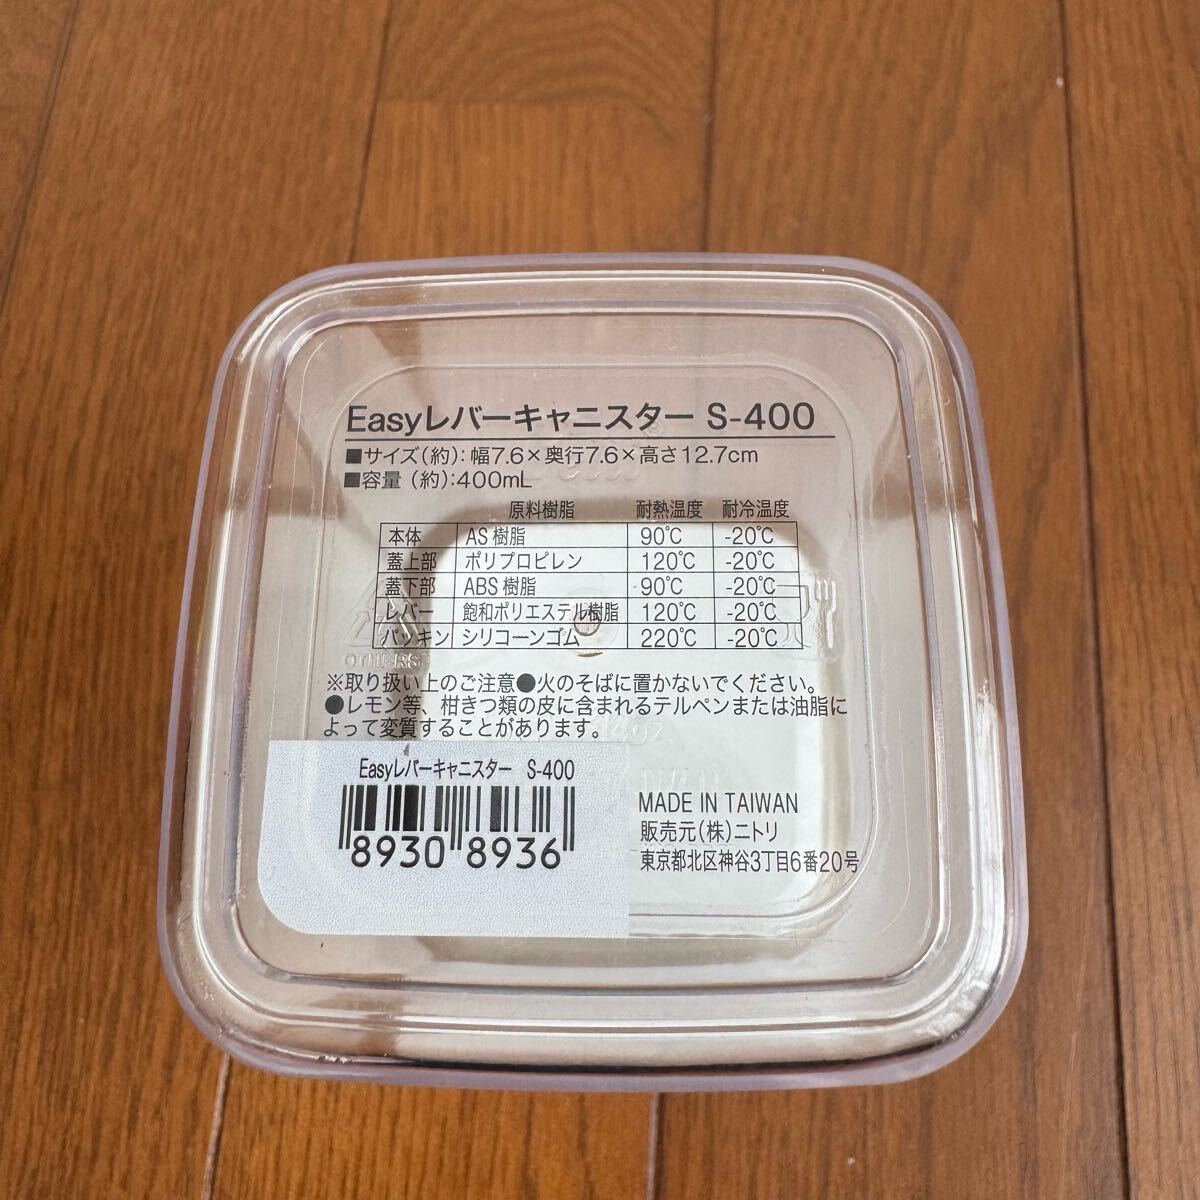 Easyレバーキャニスター S-400
■サイズ(約):幅7.6×奥行7.6×高さ12.7cm
■容量 (約):400mL
原料樹脂 耐熱温度 耐冷温度
本体 AS樹脂 90℃ -20℃
蓋上部 ポリプロピレン 120℃ -20℃
蓋下部 ABS樹脂 90℃ -20℃
レバー 飽和ポリエステル樹脂 120℃ -20℃
パッキン シリコーンゴム 220℃ -20℃
OTHERS
※取り扱い上のご注意●火のそばに置かないでください。
●レモン等、柑きつ類の皮に含まれるテルペンまたは油脂に
よって変質することがあります。
Easyレバーキャニスター S-400
8930 8936
MADE IN TAIWAN
販売元(株)ニトリ
東京都北区神谷3丁目6番20号